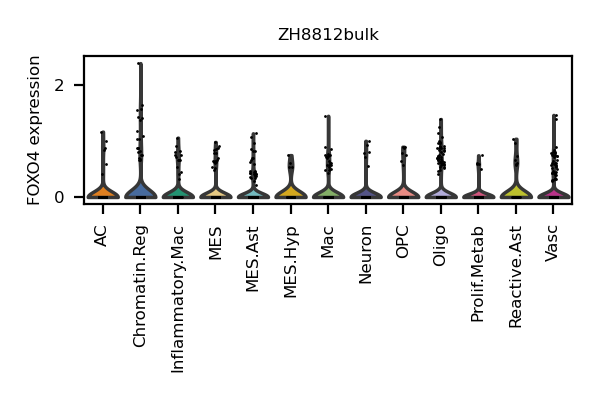 ZH8812bulk
FOXO4 expression
2
0
AC
Chromatin.Reg
Inflammatory.Mac
MES
MES.Ast
MES.Hyp
Mac
Neuron
OPC
Oligo
Prolif.Metab
Reactive.Ast
Vasc